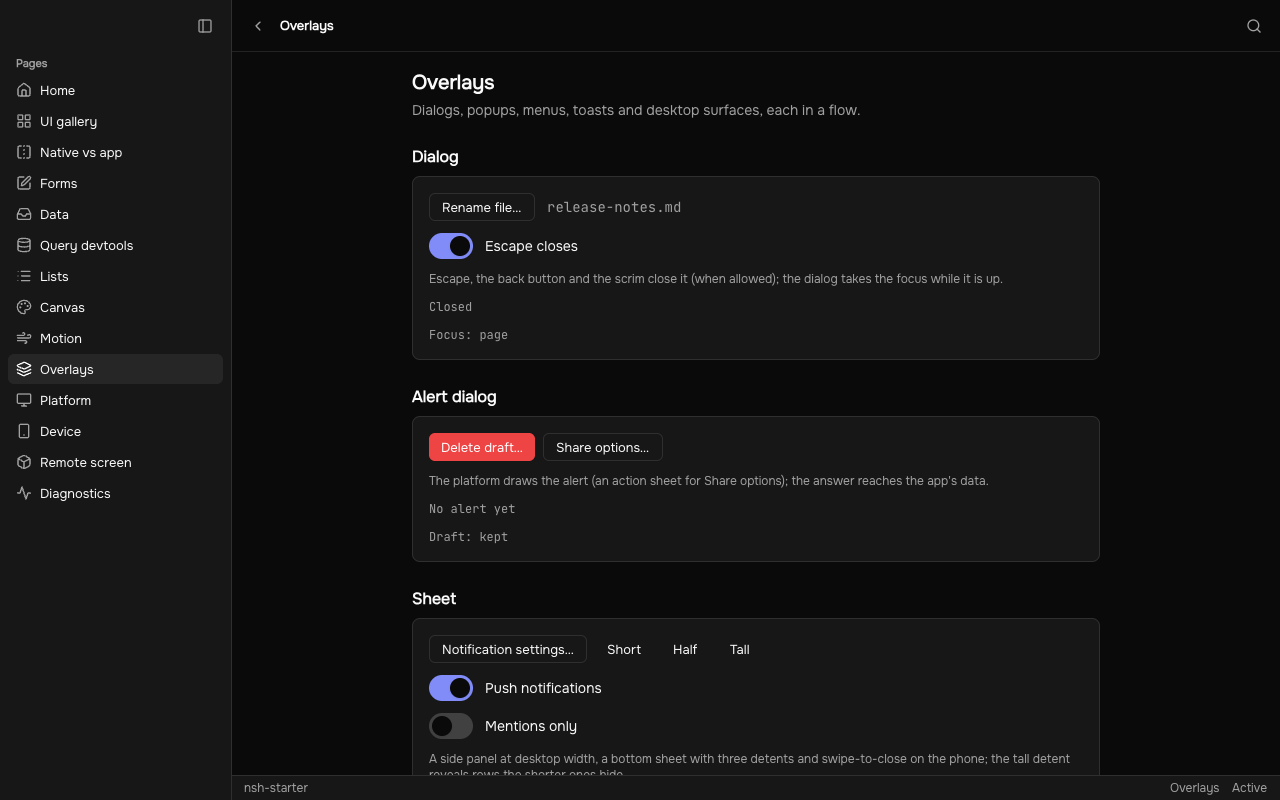 Overlays
Pages
Home
UI gallery
Native vs app
Forms
Data
Query devtools
Lists
Canvas
Motion
Overlays
Platform
Device
Remote screen
Diagnostics
Overlays
Dialogs, popups, menus, toasts and desktop surfaces, each in a flow.
Dialog
Rename file... release-notes.md
Escape closes
Escape, the back button and the scrim close it (when allowed); the dialog takes the focus while it is up.
Closed
Focus: page
Alert dialog
Delete draft... Share options...
The platform draws the alert (an action sheet for Share options); the answer reaches the app's data.
No alert yet
Draft: kept
Sheet
Notification settings... Short Half Tall
Push notifications
Mentions only
A side panel at desktop width, a bottom sheet with three detents and swipe-to-close on the phone; the tall detent
reveals rows the shorter ones hide.
nsh-starter Overlays Active